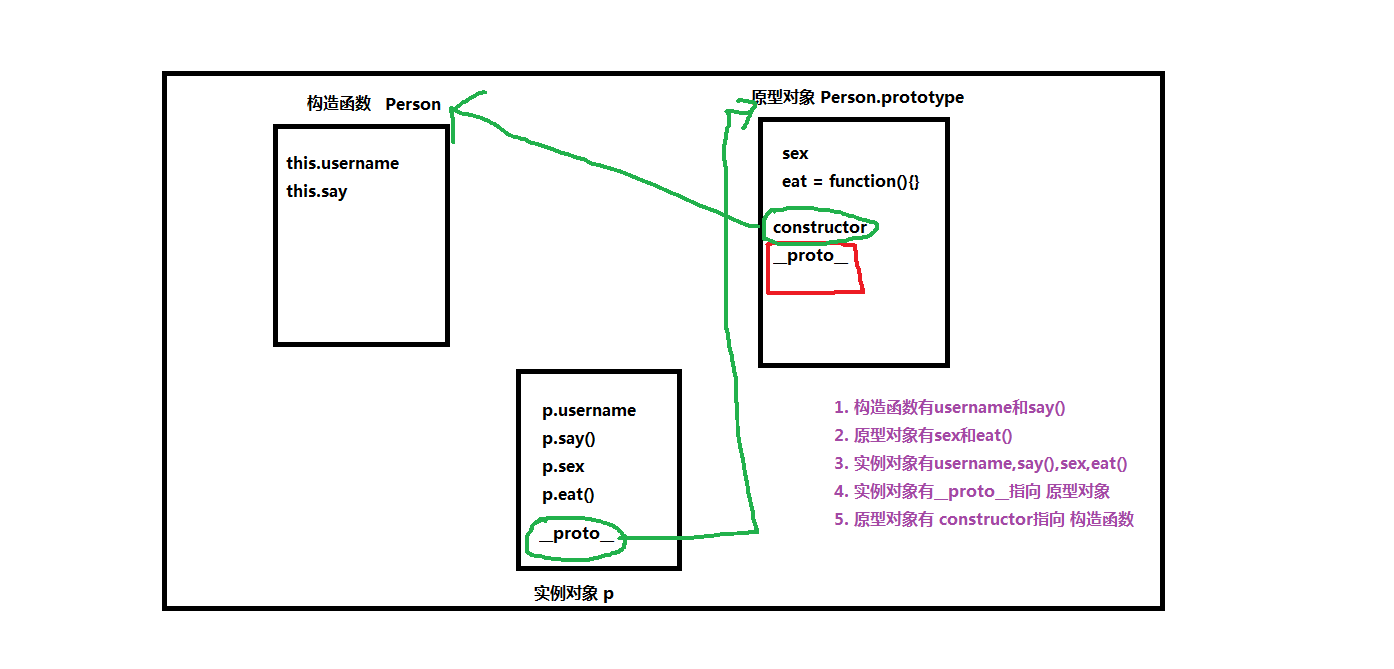 构造函数 Person
this.username
this.say
原型对象 Person.prototype
sex
eat = function(){}
constructor
__proto__
p.username
p.say()
p.sex
p.eat()
__proto__
实例对象 p
1. 构造函数有username和say()
2. 原型对象有sex和eat()
3. 实例对象有username,say(),sex,eat()
4. 实例对象有__proto__指向 原型对象
5. 原型对象有 constructor指向 构造函数